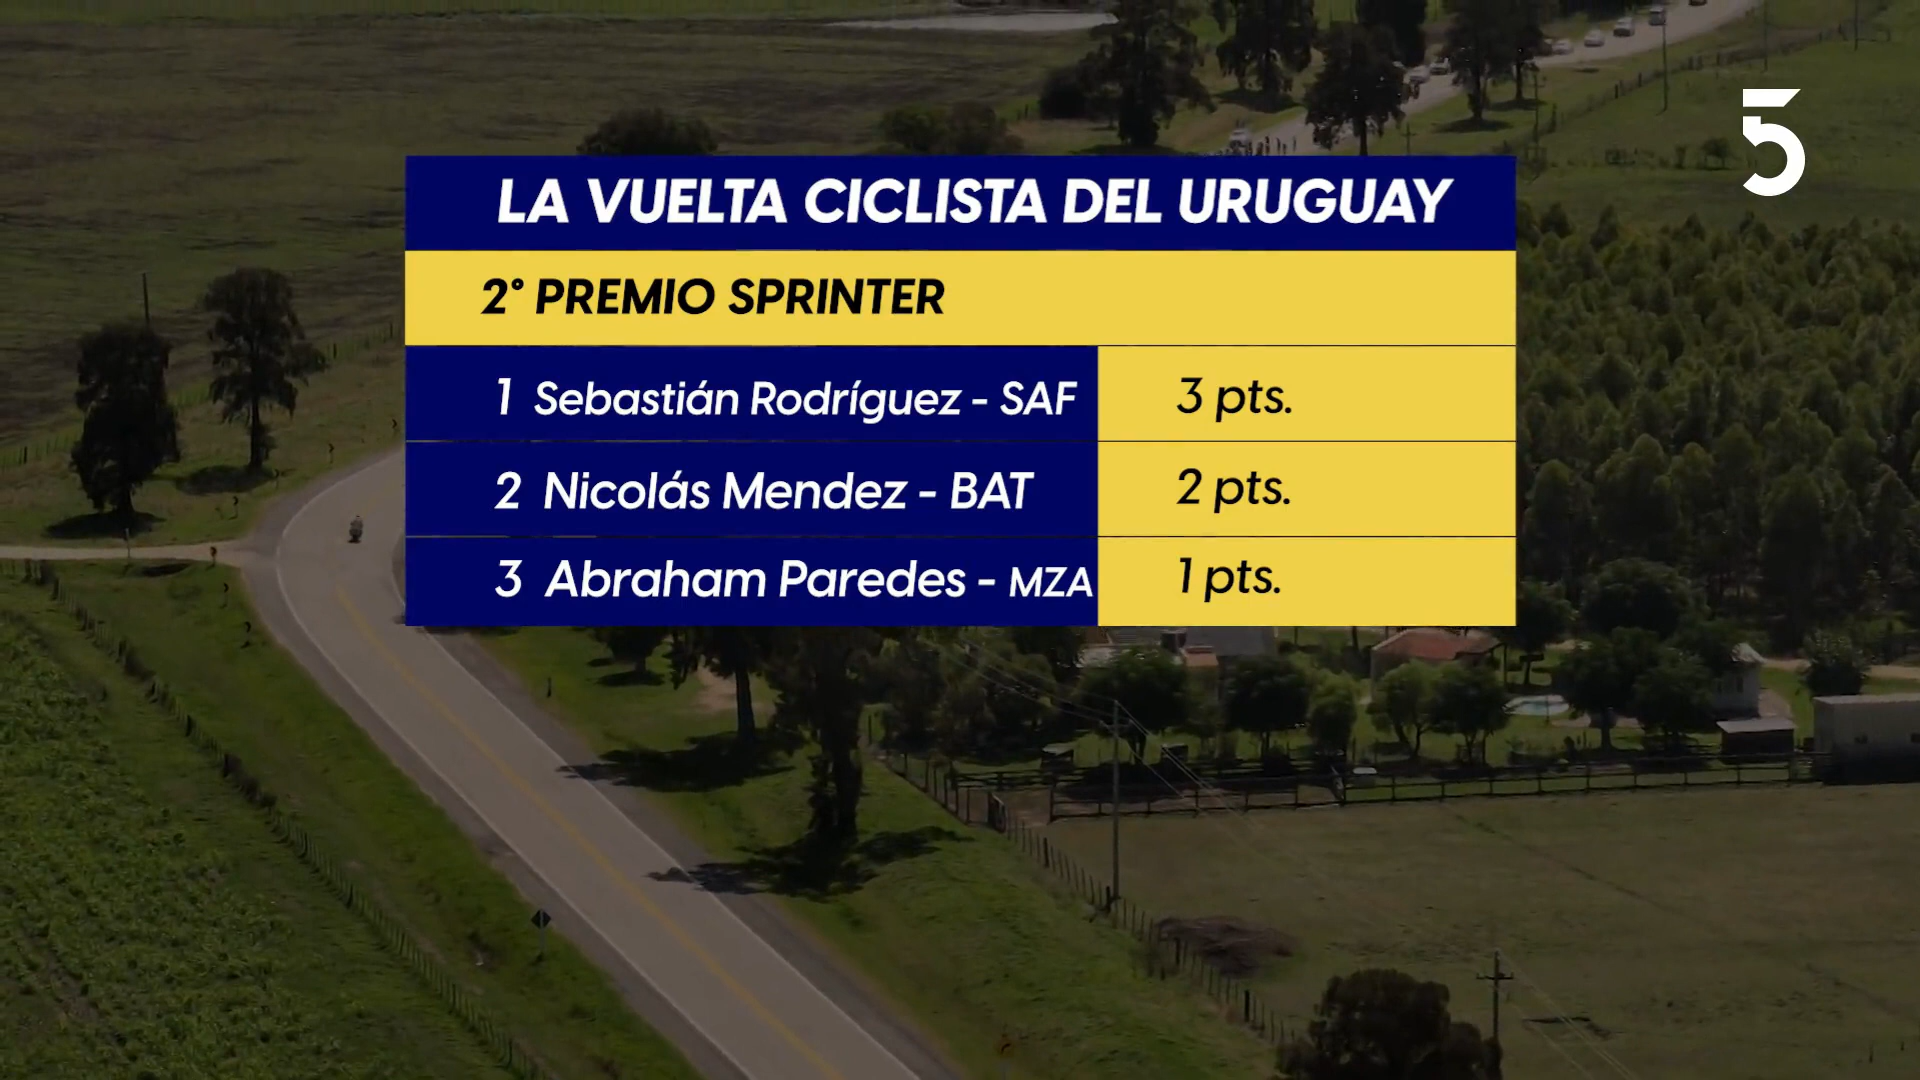 5
LA VUELTA CICLISTA DEL URUGUAY
2° PREMIO SPRINTER
1 Sebastián Rodríguez - SAF 3 pts.
2 Nicolás Mendez - BAT 2 pts.
3 Abraham Paredes - MZA 1 pts.